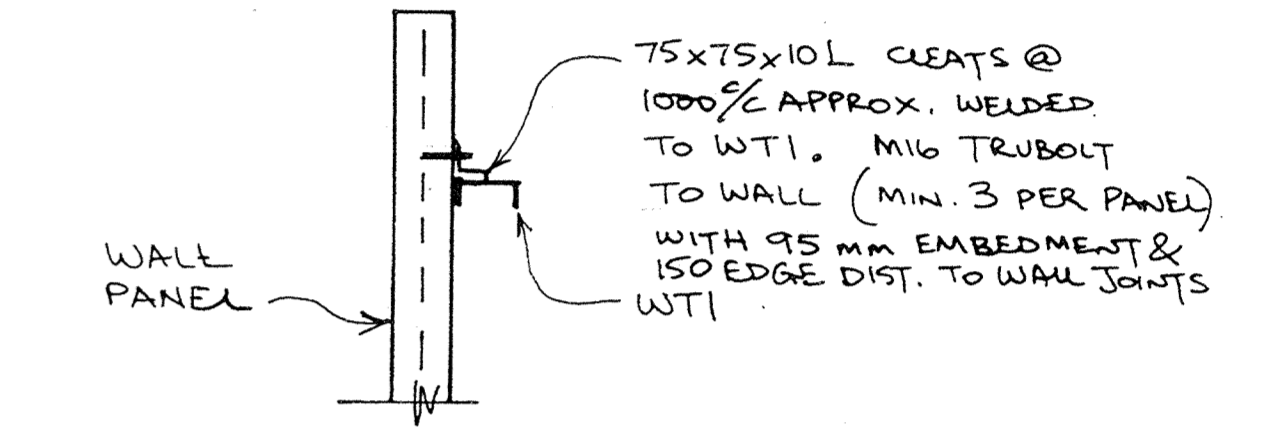 75x75x10L CLEATS @
1000 c/c APPROX. WELDED
TO WT1. M16 TRUBOLT
TO WALL (MIN. 3 PER PANEL)
WITH 95 mm EMBEDMENT &
150 EDGE DIST. TO WALL JOINTS
WT1
WALL
PANEL